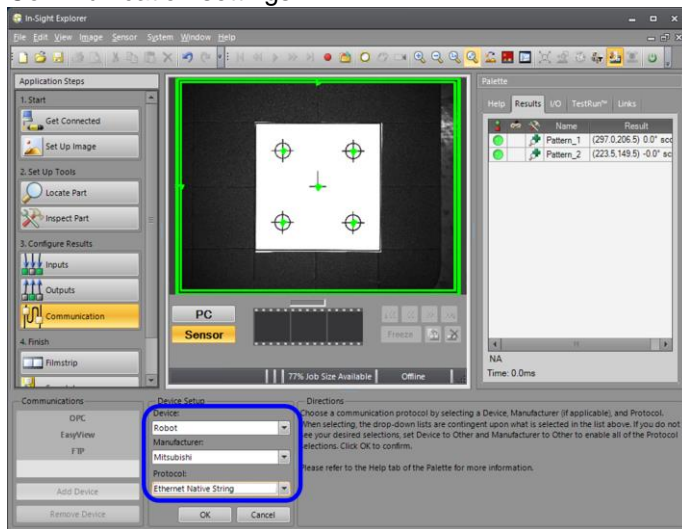 In-Sight Explorer
File Edit View Image Sensor System Window Help
Application Steps
1. Start
Get Connected
Set Up Image
2. Set Up Tools
Locate Part
Inspect Part
3. Configure Results
Inputs
Outputs
Communication
4. Finish
Filmstrip
PC
Sensor
Freeze
77% Job Size Available
Offline
Palette
Help Results I/O TestRun™ Links
Name Result
Pattern_1 (297.0,206.5) 0.0°
Pattern_2 (223.5,149.5) -0.0°
NA
Time: 0.0ms
Communications
OPC
EasyView
FTP
Add Device
Remove Device
Device Setup
Device:
Robot
Manufacturer:
Mitsubishi
Protocol:
Ethernet Native String
OK Cancel
Directions
Choose a communication protocol by selecting a Device, Manufacturer (if applicable), and Protocol.
When selecting, the drop-down lists are contingent upon what is selected in the list above. If you do not
see your desired selections, set Device to Other and Manufacturer to Other to enable all of the Protocol
selections. Click OK to confirm.
Please refer to the Help tab of the Palette for more information.